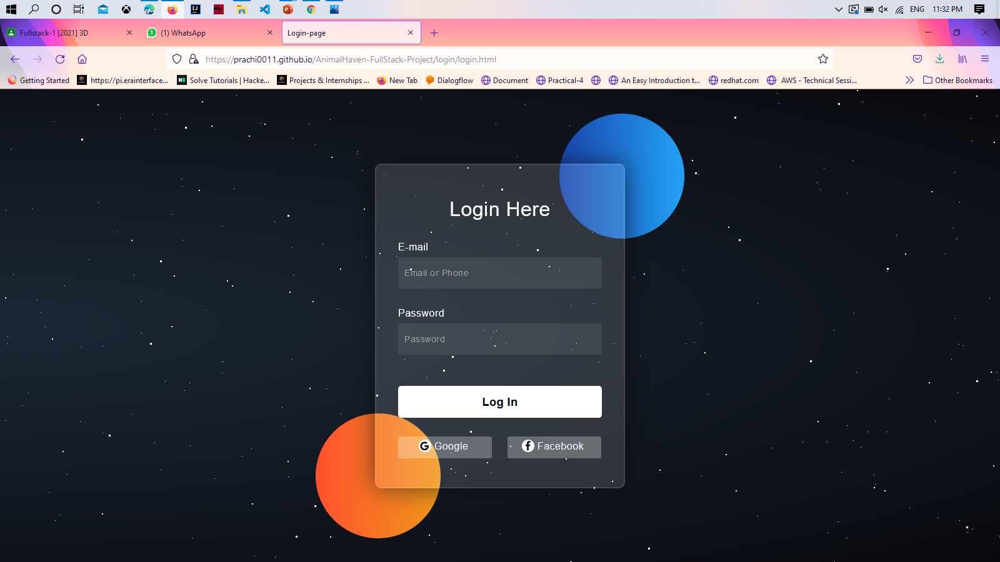 ENG 11:32 PM
Fullstack-1 [2021] 3D
(1) WhatsApp
Login-page
https://prachi0011.github.io/AnimalHaven-FullStack-Project/login/login.html
Getting Started
https://pi.erainterface...
Solve Tutorials | Hacke...
Projects & Internships ...
New Tab
Dialogflow
Document
Practical-4
An Easy Introduction t...
redhat.com
AWS - Technical Sessi...
Other Bookmarks
Login Here
E-mail
Email or Phone
Password
Password
Log In
Google
Facebook